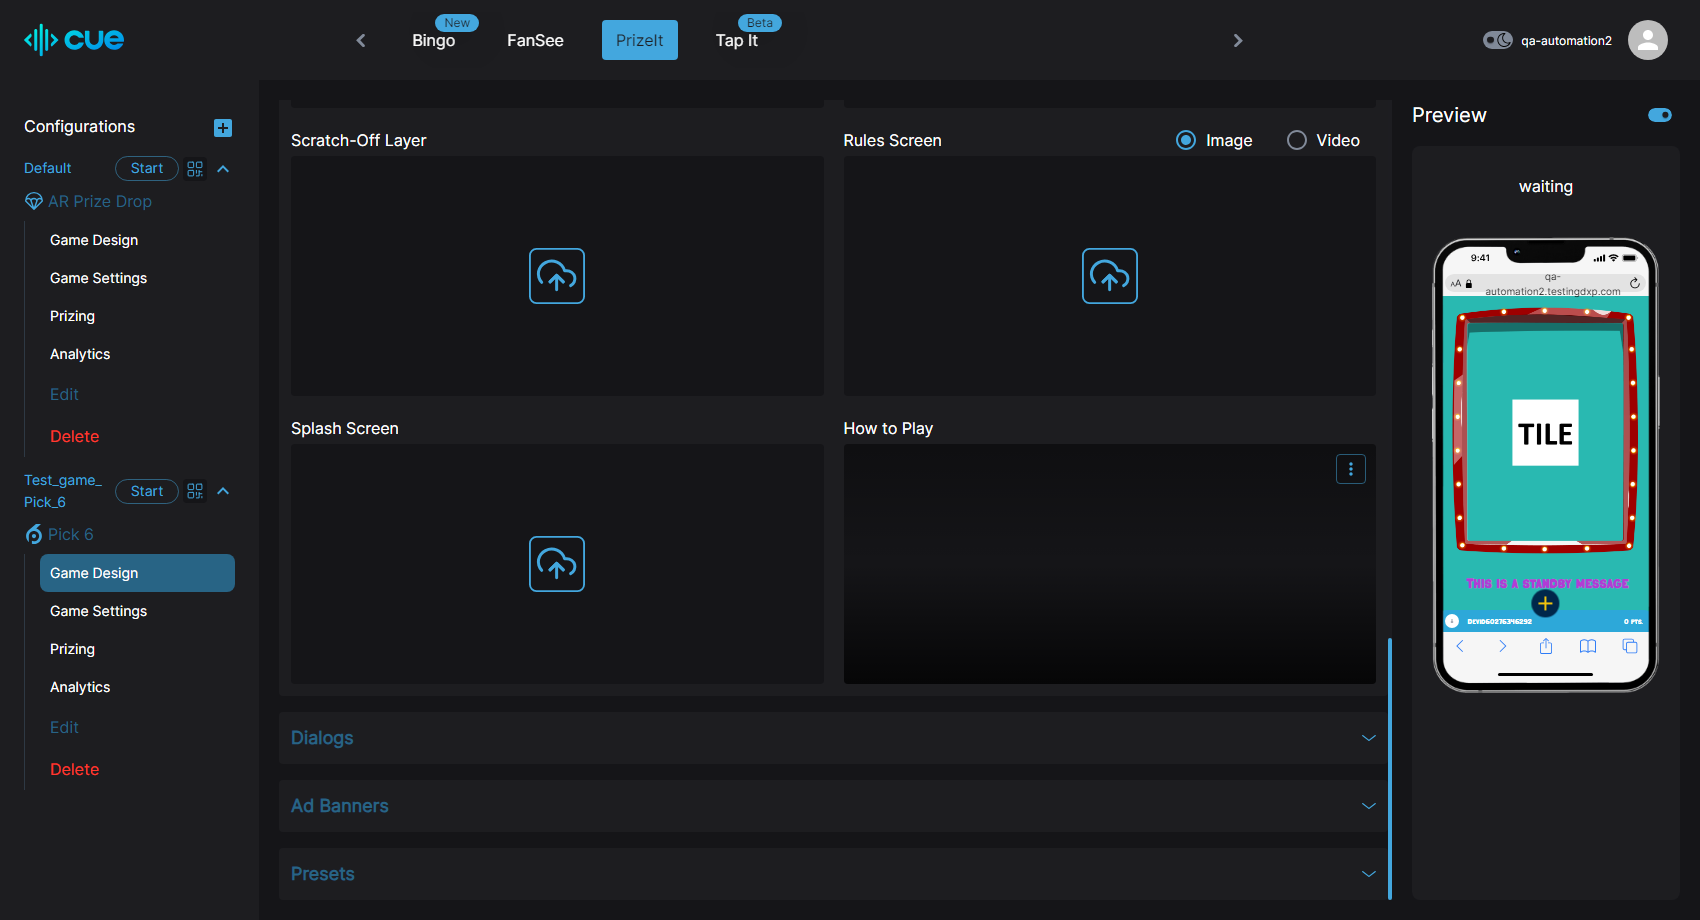 cue
New
Bingo
FanSee
PrizeIt
Beta
Tap It
qa-automation2
Configurations
Default
Start
AR Prize Drop
Game Design
Game Settings
Prizing
Analytics
Edit
Delete
Test_game_
Pick_6
Start
Pick 6
Game Design
Game Settings
Prizing
Analytics
Edit
Delete
Scratch-Off Layer
Rules Screen
Image
Video
Splash Screen
How to Play
Dialogs
Ad Banners
Presets
Preview
waiting
9:41
AA
qa-
automation2.testingdxp.com
TILE
THIS IS A STANDBY MESSAGE
0 PTS.